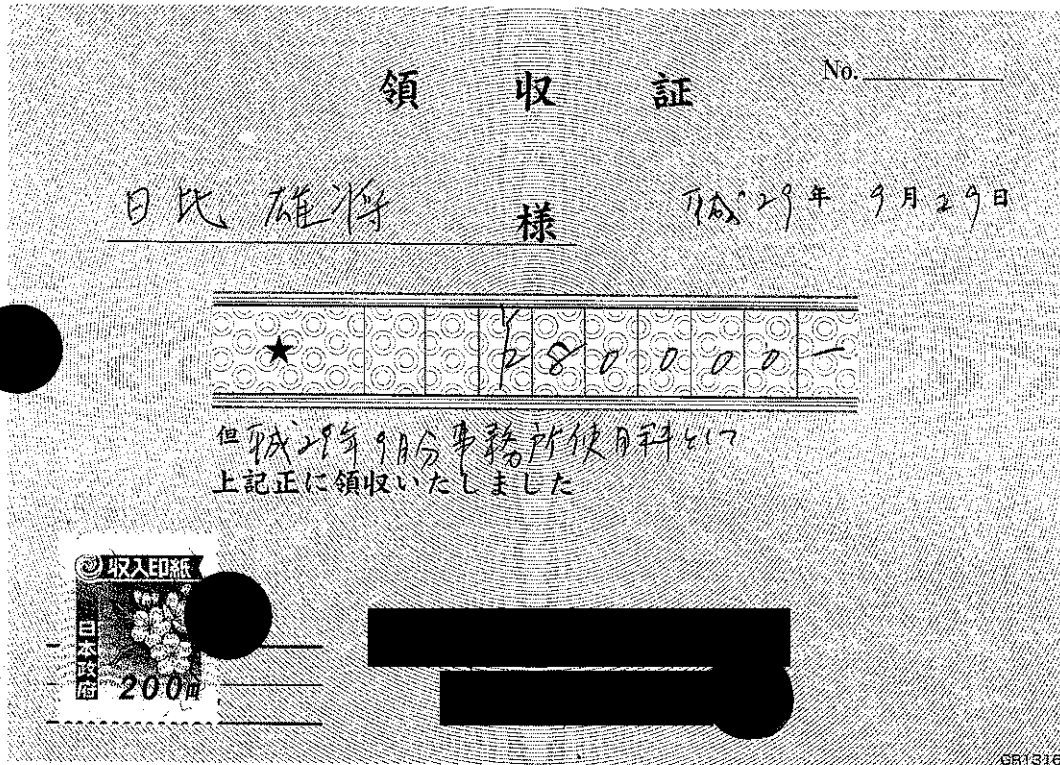 領収証
No.
日比 雄将 様
平成29年 9月29日
★ ¥280000-
但 平成29年9月分事務所使用料として
上記正に領収いたしました
収入印紙
日本政府
200円
GB1318